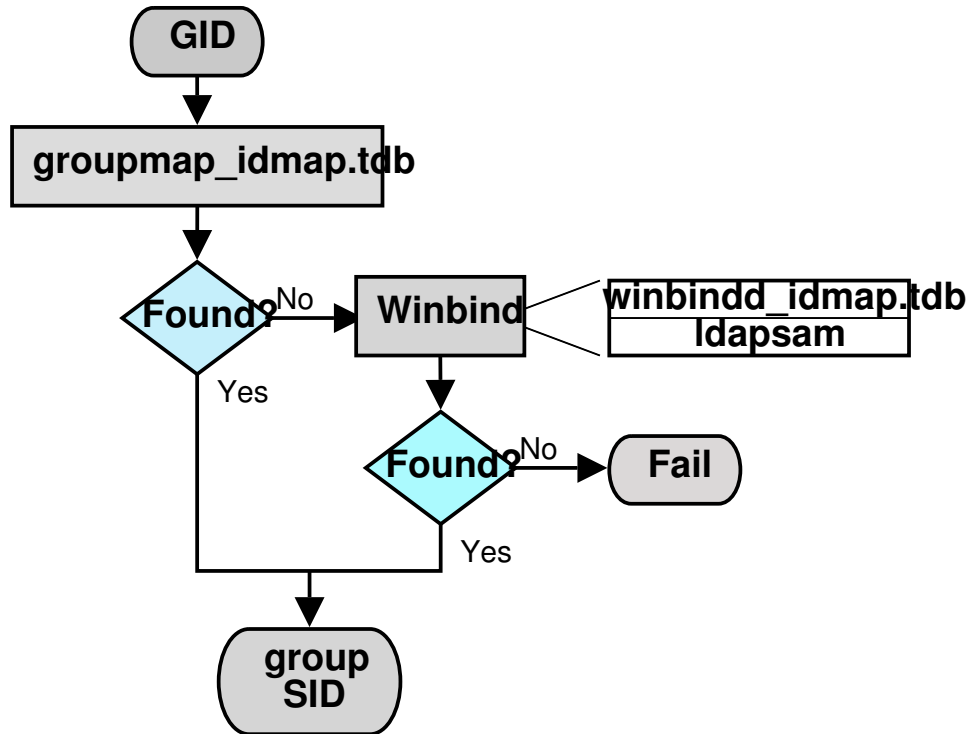 GID
groupmap_idmap.tdb
Found?
No
Winbind
winbindd_idmap.tdb
ldapsam
Yes
Found?
No
Fail
Yes
group
SID